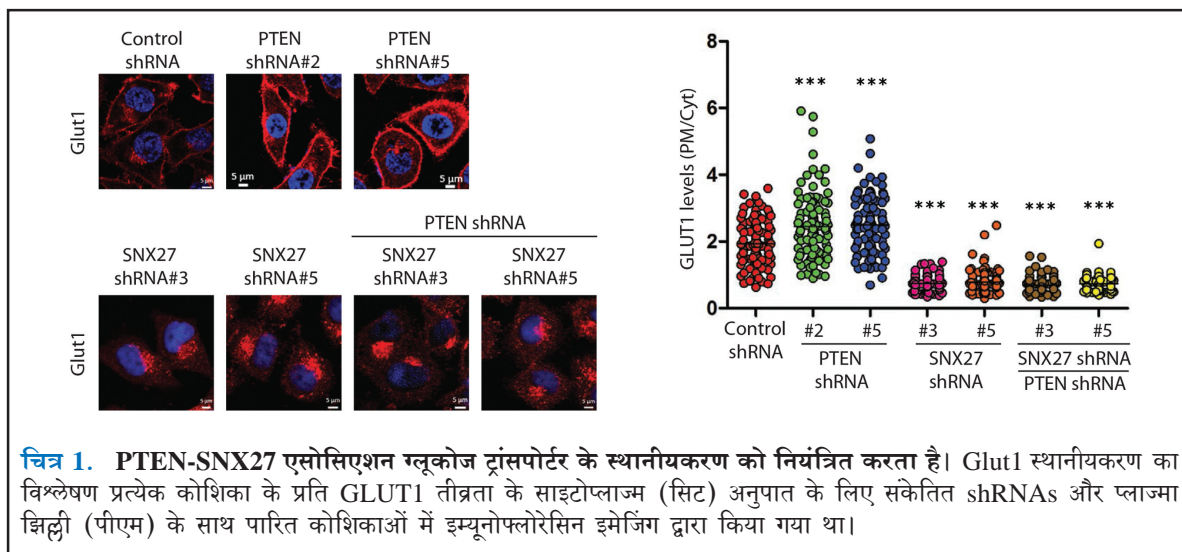 Control shRNA
PTEN shRNA#2
PTEN shRNA#5
Glut1
5 µm
5 µm
5 µm
PTEN shRNA
SNX27 shRNA#3
SNX27 shRNA#5
SNX27 shRNA#3
SNX27 shRNA#5
Glut1
5 µm
5 µm
5 µm
5 µm
GLUT1 levels (PM/Cyt)
8
6
4
2
0
*** *** *** *** *** ***
Control shRNA
#2 #5 #3 #5 #3 #5
PTEN shRNA
SNX27 shRNA
SNX27 shRNA
PTEN shRNA
चित्र 1. PTEN-SNX27 एसोसिएशन ग्लूकोज ट्रांसपोर्टर के स्थानीयकरण को नियंत्रित करता है। Glut1 स्थानीयकरण का
विश्लेषण प्रत्येक कोशिका के प्रति GLUT1 तीव्रता के साइटोप्लाज्म (सिट) अनुपात के लिए संकेतित shRNAs और प्लाज्मा
झिल्ली (पीएम) के साथ पारित कोशिकाओं में इम्यूनोफ्लोरेसिन इमेजिंग द्वारा किया गया था।